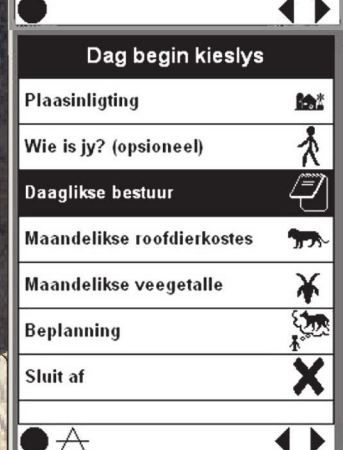 Dag begin kieslys
Plaasinligting
Wie is jy? (opsioneel)
Daaglikse bestuur
Maandelikse roofdierkostes
Maandelikse veegetalle
Beplanning
Sluit af